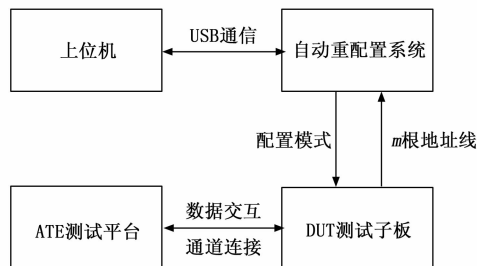 上位机
USB通信
自动重配置系统
配置模式
m根地址线
ATE测试平台
数据交互
通道连接
DUT测试子板